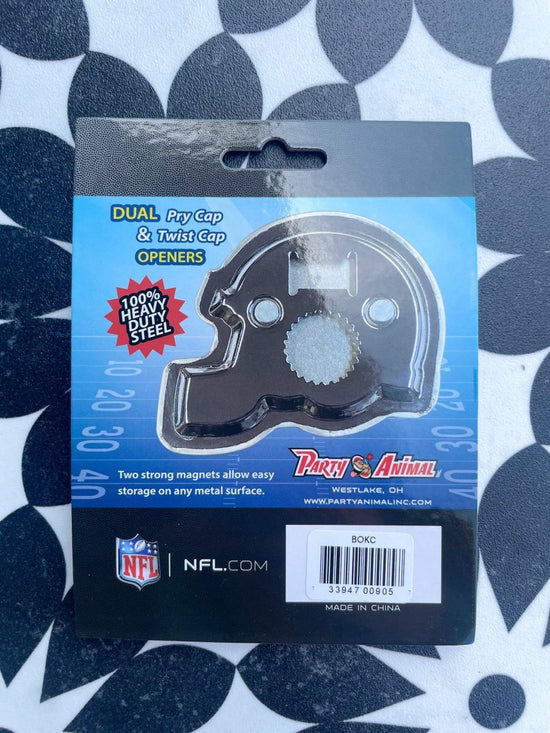 DUAL Pry Cap
& Twist Cap
OPENERS
100%
HEAVY
DUTY
STEEL
10
20
30
40
Two strong magnets allow easy
storage on any metal surface.
PARTY ANIMAL
WESTLAKE, OH
WWW.PARTYANIMALINC.COM
20
30
40
NFL
NFL.COM
BOKC
7 33947 00905 7
MADE IN CHINA